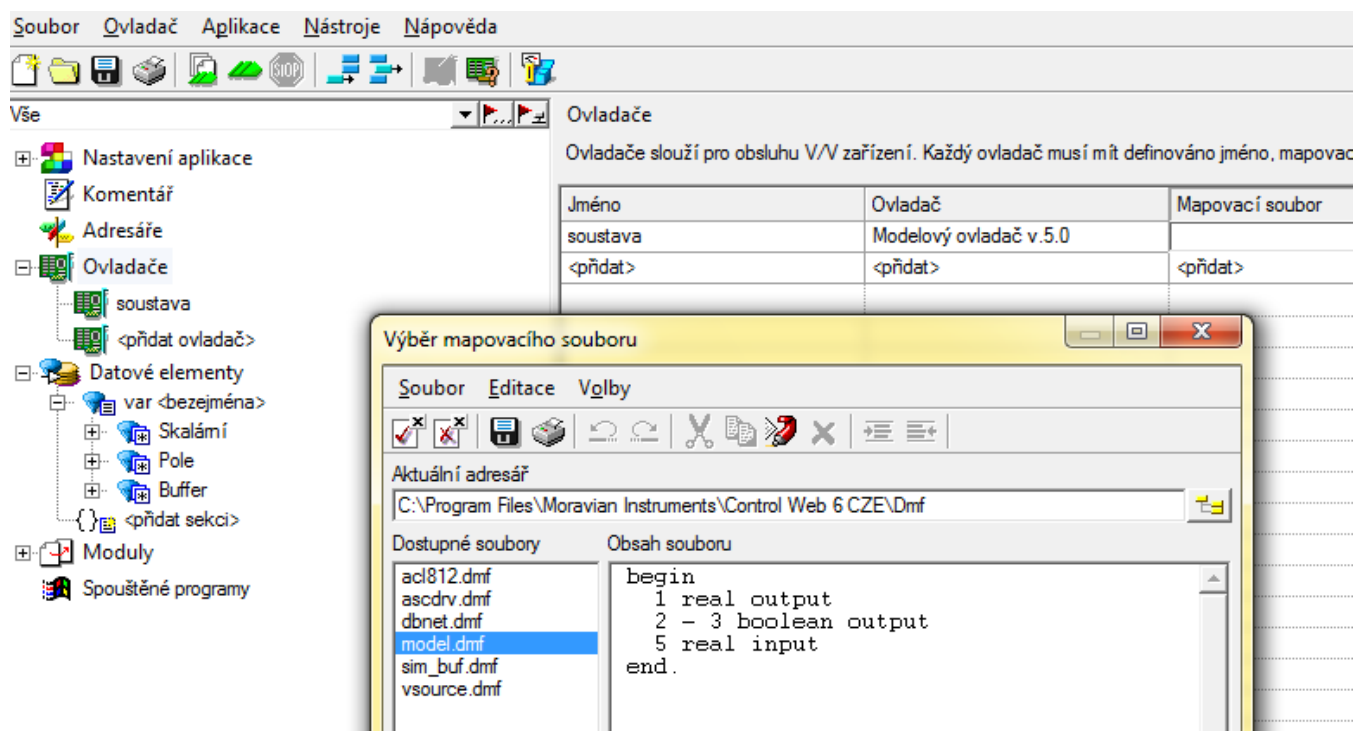 Soubor Ovladač Aplikace Nástroje Nápověda
STOP
Vše
Nastavení aplikace
Komentář
Adresáře
Ovladače
soustava
<přidat ovladač>
Datové elementy
var <bezejména>
Skalární
Pole
Buffer
<přidat sekci>
Moduly
Spouštěné programy
Ovladače
Ovladače slouží pro obsluhu V/V zařízení. Každý ovladač musí mít definováno jméno, mapovac
Jméno Ovladač Mapovací soubor
soustava Modelový ovladač v.5.0
<přidat> <přidat> <přidat>
Výběr mapovacího souboru
Soubor Editace Volby
Aktuální adresář
C:\Program Files\Moravian Instruments\Control Web 6 CZE\Dmf
Dostupné soubory
acl812.dmf
ascdrv.dmf
dbnet.dmf
model.dmf
sim_buf.dmf
vsource.dmf
Obsah souboru
begin
1 real output
2 - 3 boolean output
5 real input
end.